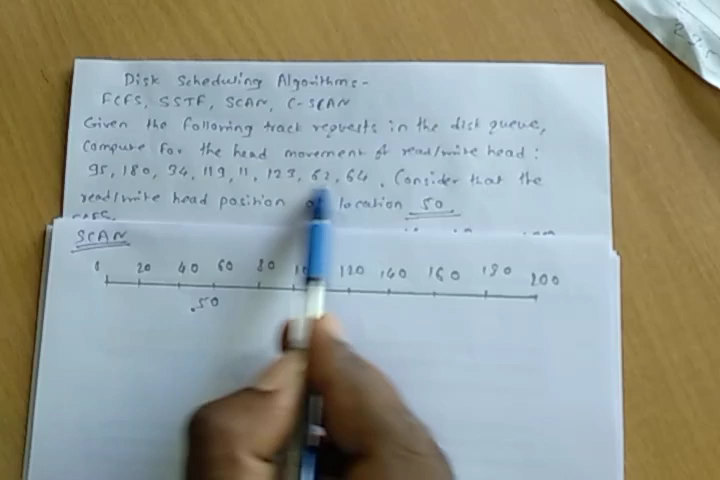 Disk Scheduling Algorithms-
FCFS, SSTF, SCAN, C-SCAN
Given the following track requests in the disk queue,
Compute for the head movement of read/write head:
95, 180, 34, 119, 11, 123, 62, 64. Consider that the
read/write head position location 50.
SCAN
0 20 40 60 80 120 140 160 180 200
.50